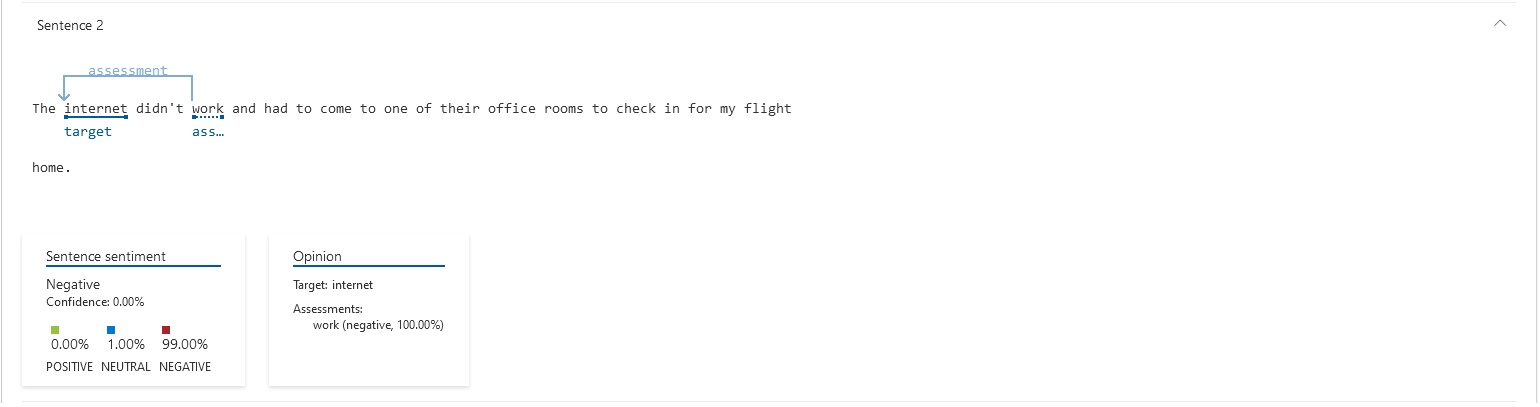 Sentence 2
assessment
The internet didn't work and had to come to one of their office rooms to check in for my flight
target ass…
home.
Sentence sentiment
Negative
Confidence: 0.00%
0.00% 1.00% 99.00%
POSITIVE NEUTRAL NEGATIVE
Opinion
Target: internet
Assessments:
work (negative, 100.00%)